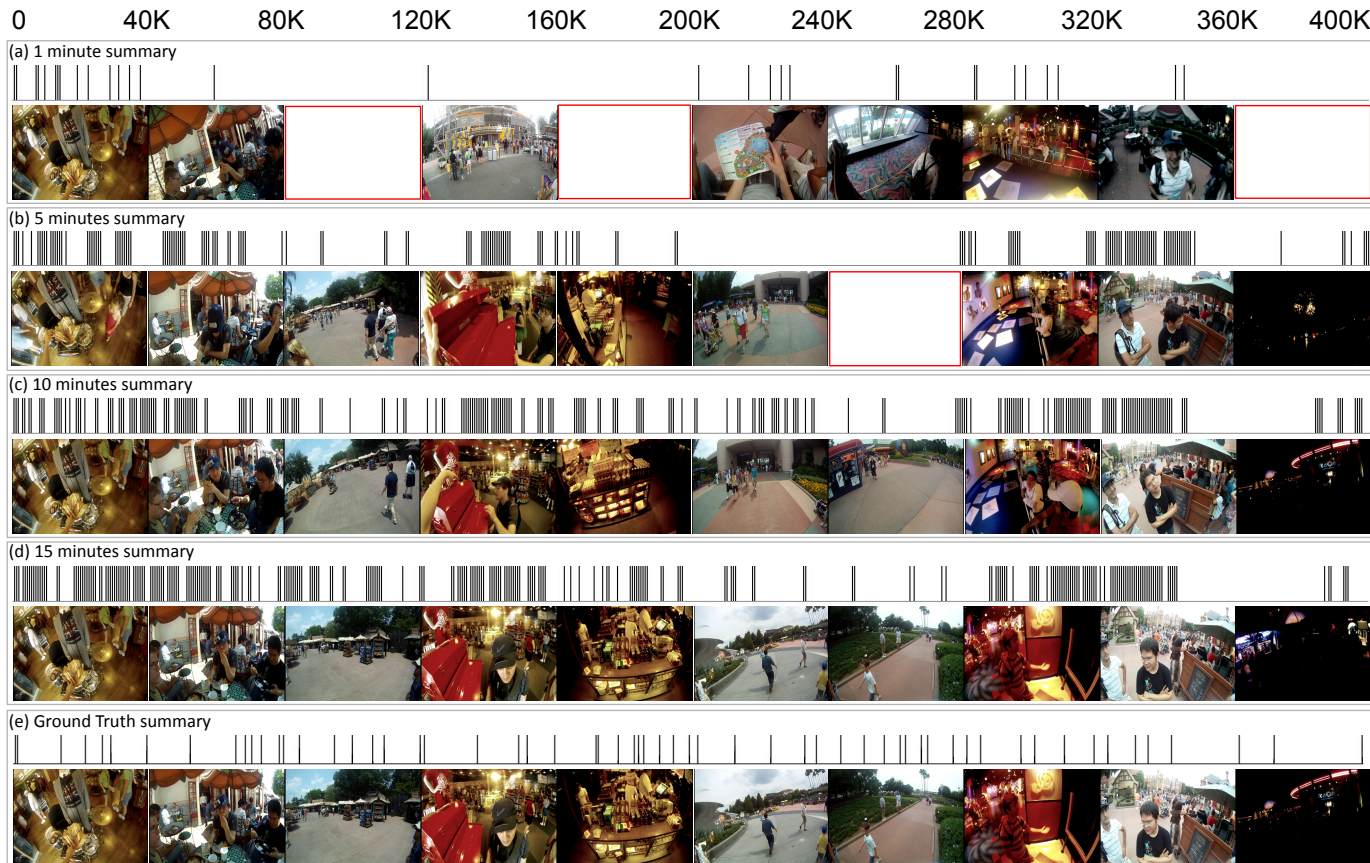 0 40K 80K 120K 160K 200K 240K 280K 320K 360K 400K
(a) 1 minute summary
(b) 5 minutes summary
(c) 10 minutes summary
(d) 15 minutes summary
(e) Ground Truth summary